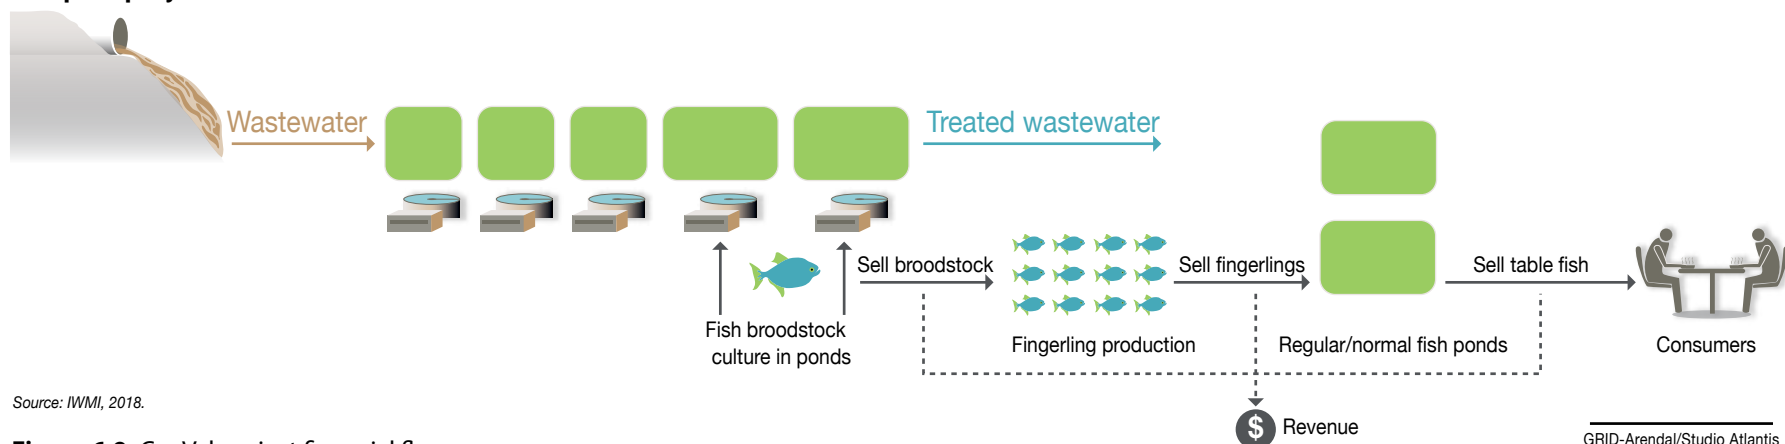 Wastewater
Treated wastewater
Sell broodstock
Sell fingerlings
Sell table fish
Fish broodstock
culture in ponds
Fingerling production
Regular/normal fish ponds
Consumers
Source: IWMI, 2018.
$
Revenue
GRID-Arendal/Studio Atlantis